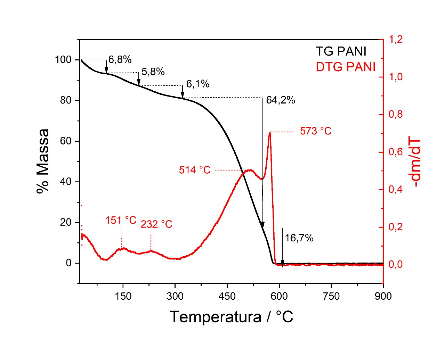 TG PANI
DTG PANI
6,8%
5,8%
6,1%
64,2%
16,7%
573 °C
514 °C
151 °C
232 °C
% Massa
100
80
60
40
20
0
-dm/dT
1,2
1,0
0,8
0,6
0,4
0,2
0,0
150 300 450 600 750 900
Temperatura / °C